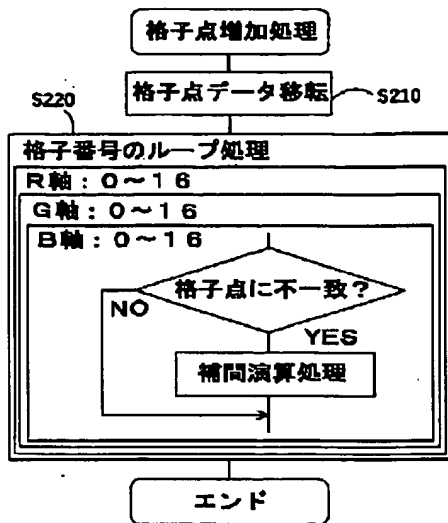 格子点増加処理
S220
格子点データ移転
S210
格子番号のループ処理
R軸:0~16
G軸:0~16
B軸:0~16
格子点に不一致?
NO
YES
補間演算処理
エンド